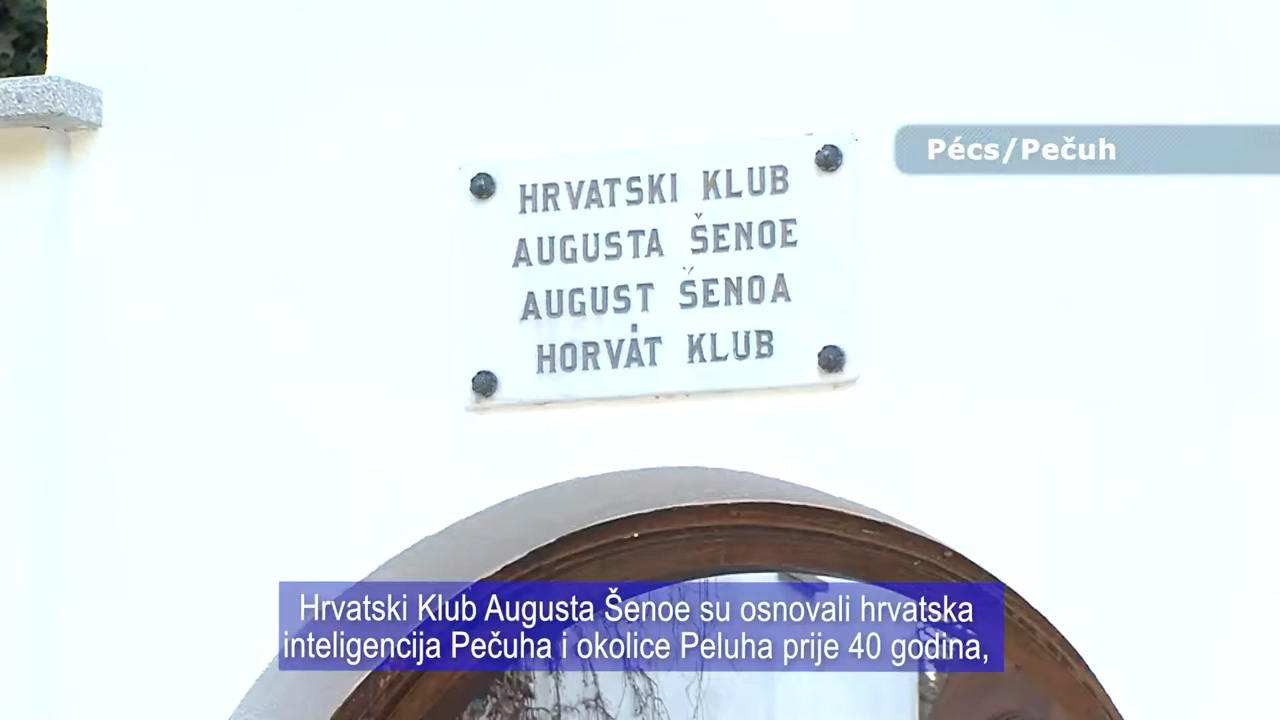 Pécs/Pečuh
HRVATSKI KLUB
AUGUSTA ŠENOE
AUGUST ŠENOA
HORVÁT KLUB
Hrvatski Klub Augusta Šenoe su osnovali hrvatska
inteligencija Pečuha i okolice Peluha prije 40 godina,